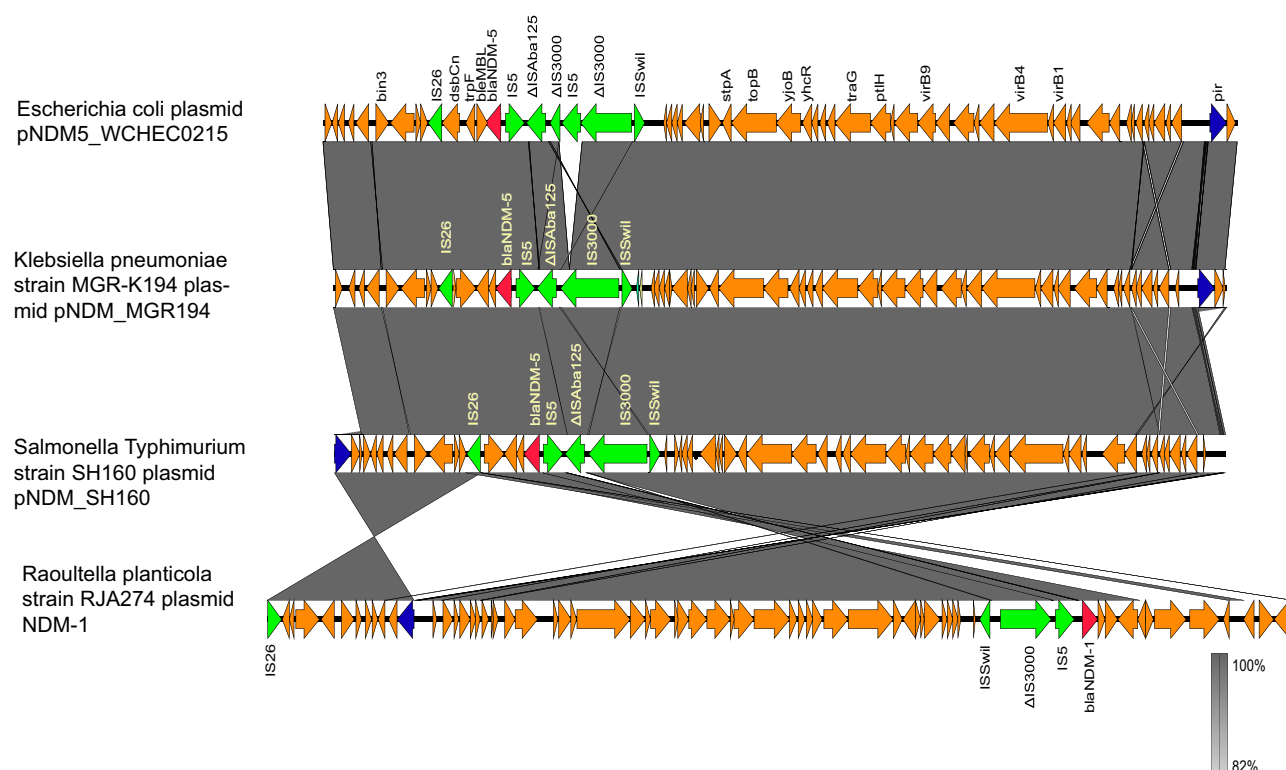 bin3
IS26
dsbCn
trpF
bleMBL
blaNDM-5
IS5
ΔISAba125
ΔIS3000
IS5
ΔIS3000
ISSwil
stpA
topB
yjoB
yhcR
traG
ptlH
virB9
virB4
virB1
pir
Escherichia coli plasmid
pNDM5_WCHEC0215
IS26
blaNDM-5
IS5
ΔISAba125
IS3000
ISSwil
Klebsiella pneumoniae
strain MGR-K194 plas-
mid pNDM_MGR194
IS26
blaNDM-5
IS5
ΔISAba125
IS3000
ISSwil
Salmonella Typhimurium
strain SH160 plasmid
pNDM_SH160
Raoultella planticola
strain RJA274 plasmid
NDM-1
IS26
ISSwil
ΔIS3000
IS5
blaNDM-1
100%
82%